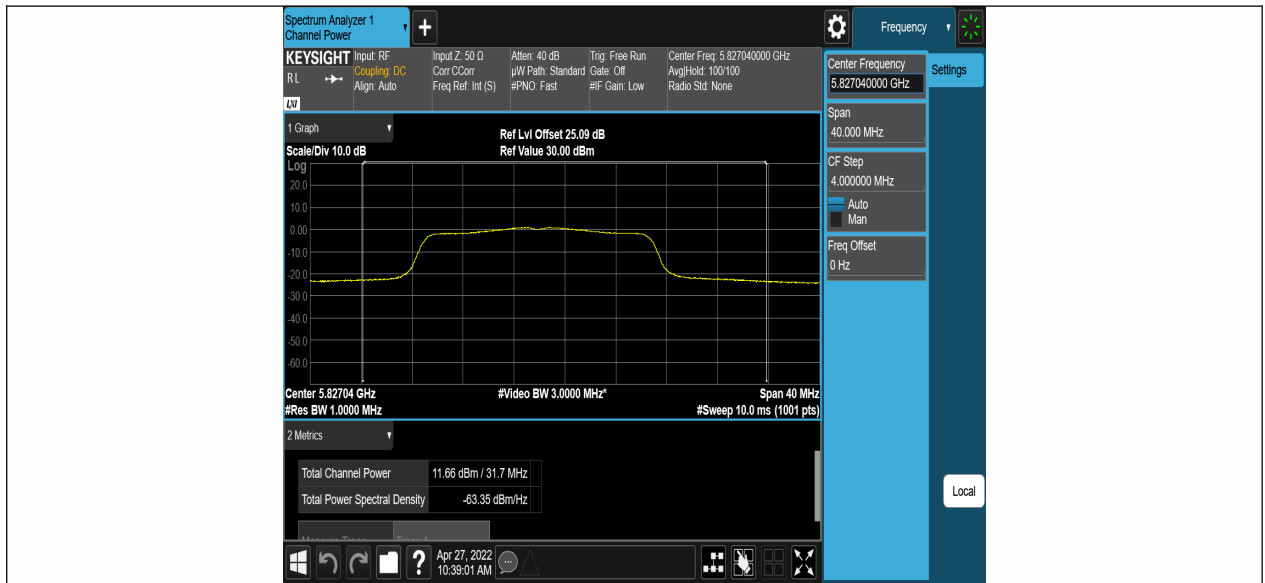 Spectrum Analyzer 1
Channel Power
+
Frequency
KEYSIGHT
RL
LXI
Input: RF
Coupling: DC
Align: Auto
Input Z: 50 Ω
Corr CCorr
Freq Ref: Int (S)
Atten: 40 dB
µW Path: Standard
#PNO: Fast
Trig: Free Run
Gate: Off
#IF Gain: Low
Center Freq: 5.827040000 GHz
Avg|Hold: 100/100
Radio Std: None
Center Frequency
5.827040000 GHz
Settings
Span
40.000 MHz
CF Step
4.000000 MHz
Auto
Man
Freq Offset
0 Hz
Local
1 Graph
Scale/Div 10.0 dB
Ref Lvl Offset 25.09 dB
Ref Value 30.00 dBm
Log
20.0
10.0
0.00
-10.0
-20.0
-30.0
-40.0
-50.0
-60.0
Center 5.82704 GHz
#Res BW 1.0000 MHz
#Video BW 3.0000 MHz*
Span 40 MHz
#Sweep 10.0 ms (1001 pts)
2 Metrics
Total Channel Power 11.66 dBm / 31.7 MHz
Total Power Spectral Density -63.35 dBm/Hz
?
Apr 27, 2022
10:39:01 AM